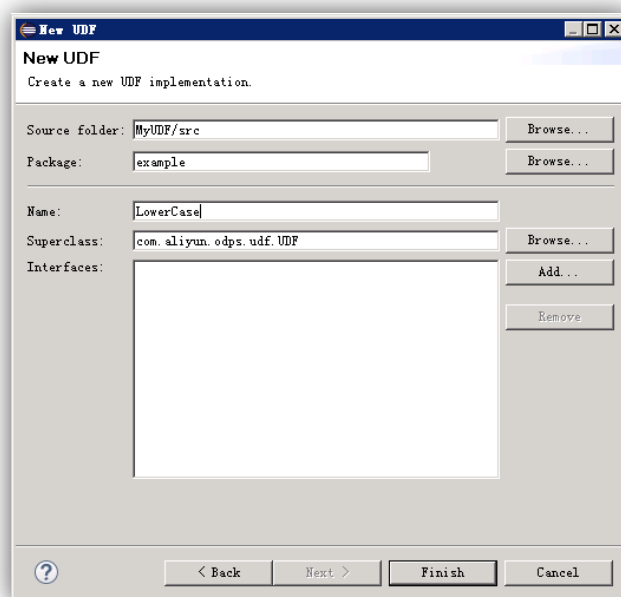 New UDF
New UDF
Create a new UDF implementation.
Source folder: MyUDF/src Browse...
Package: example Browse...
Name: LowerCase
Superclass: com.aliyun.odps.udf.UDF Browse...
Interfaces: Add...
Remove
? < Back Next > Finish Cancel